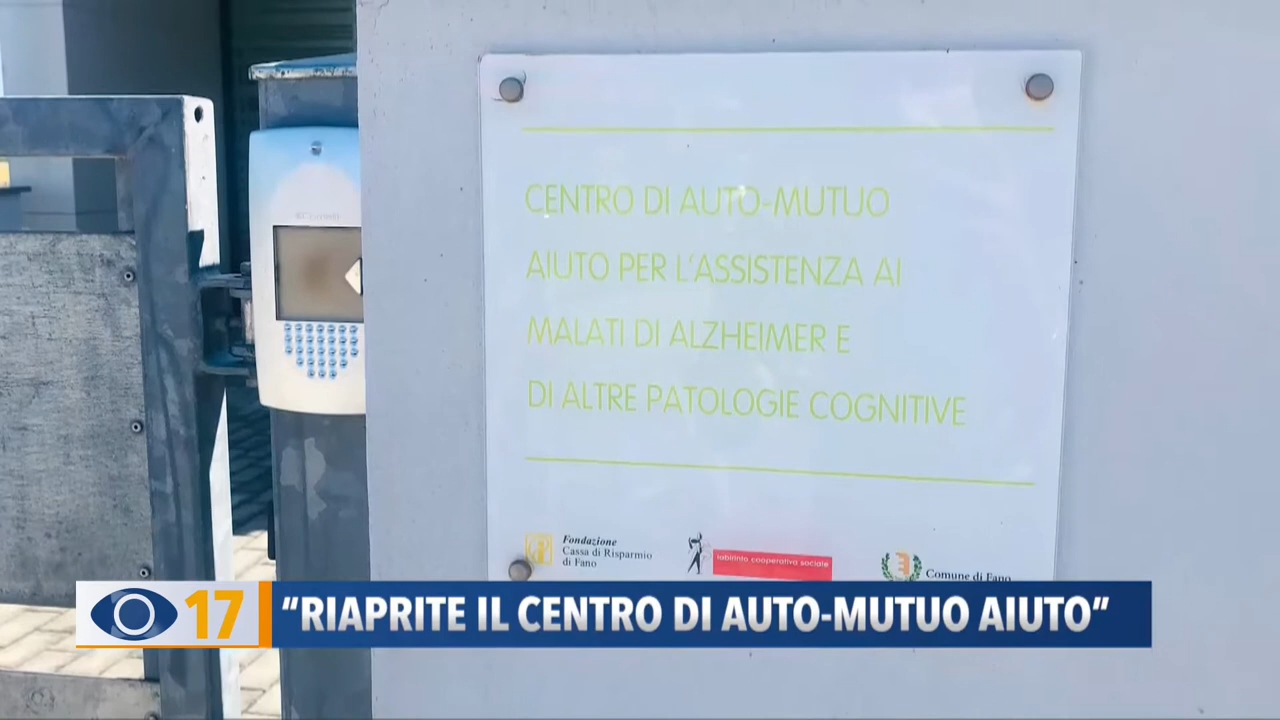 CENTRO DI AUTO-MUTUO
AIUTO PER L'ASSISTENZA AI
MALATI DI ALZHEIMER E
DI ALTRE PATOLOGIE COGNITIVE
Fondazione
Cassa di Risparmio
di Fano
labirinto cooperativa sociale
Comune di Fano
17
“RIAPRITE IL CENTRO DI AUTO-MUTUO AIUTO”